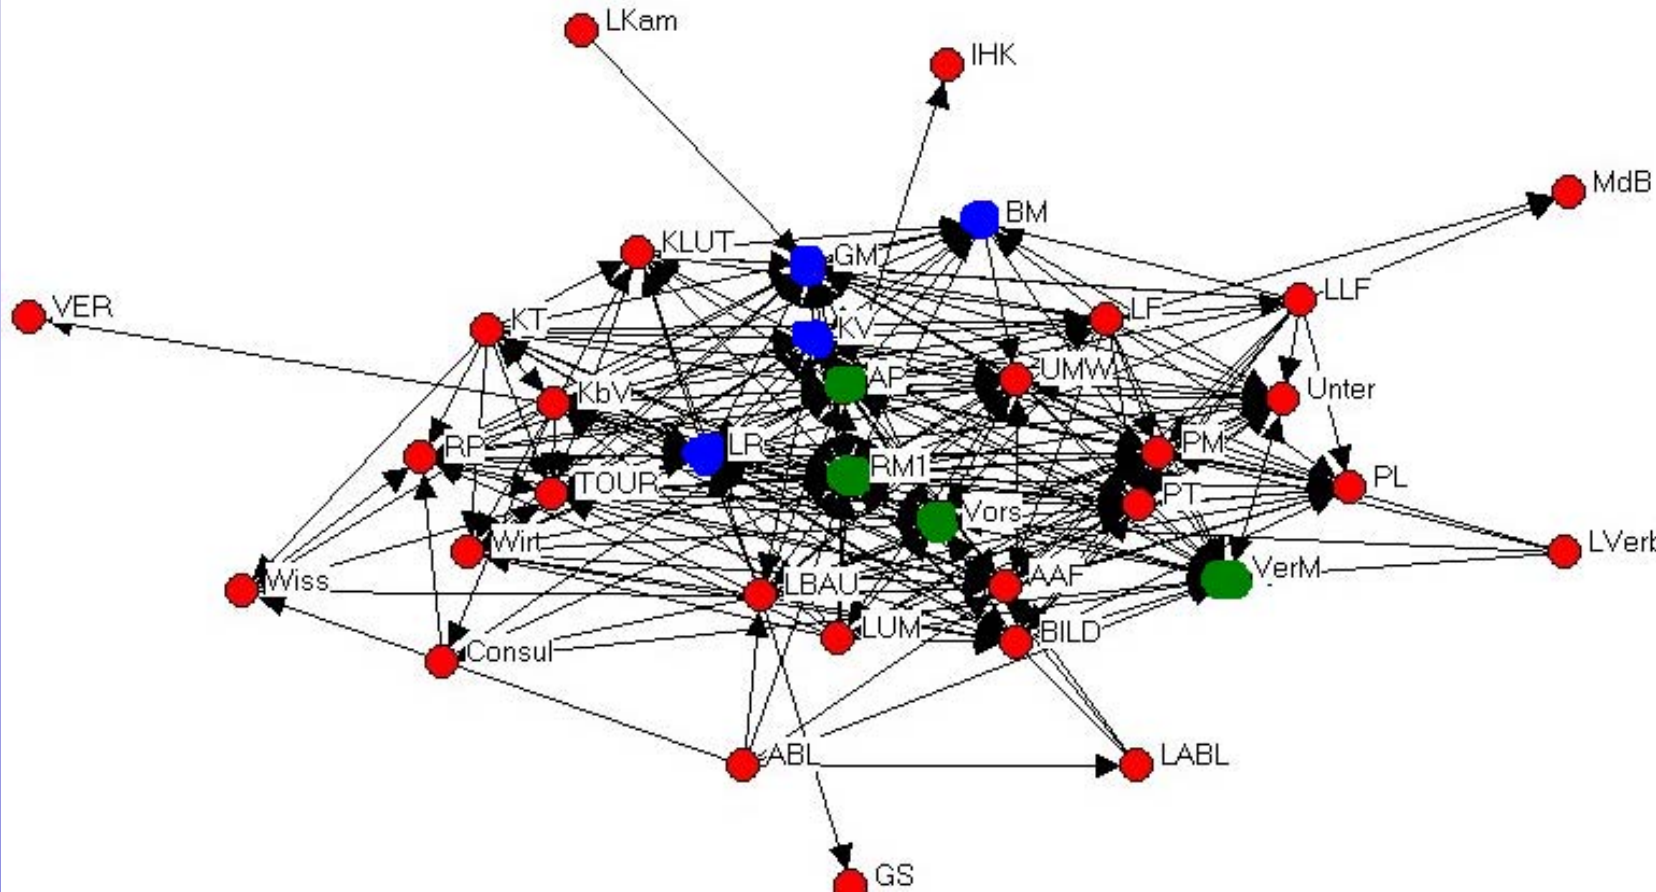 LKam
IHK
MdB
BM
KLUT
GM
LLF
VER
LF
KT
KV
UMW
AP
Unter
KbV
PM
LR
RP
RM1
PL
TOUR
PT
Vors
Wirt
LVerb
VerM
AAF
Wiss
LBAU
LUM
BILD
Consul
ABL
LABL
GS